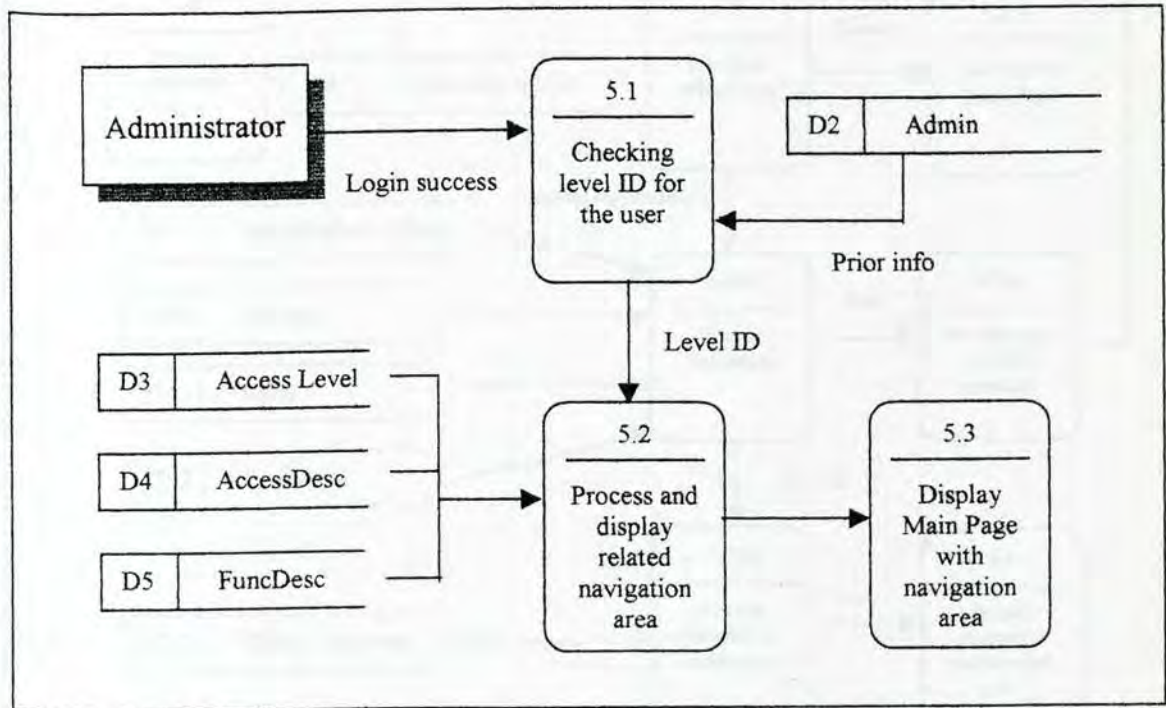 Administrator
Login success
5.1
Checking
level ID for
the user
D2 Admin
Prior info
Level ID
D3 Access Level
D4 AccessDesc
D5 FuncDesc
5.2
Process and
display
related
navigation
area
5.3
Display
Main Page
with
navigation
area